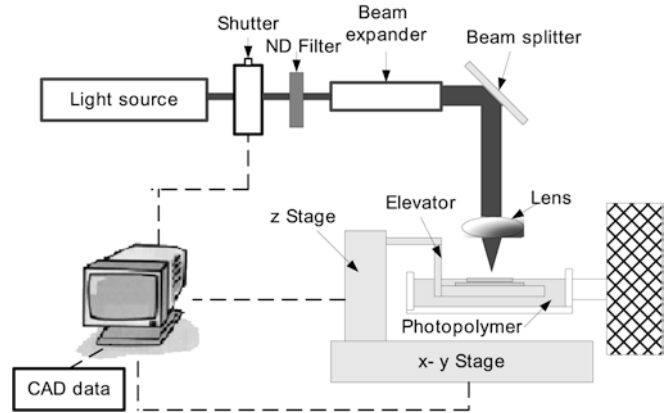 Shutter
ND Filter
Beam
expander
Beam splitter
Light source
Lens
Elevator
z Stage
Photopolymer
x- y Stage
CAD data